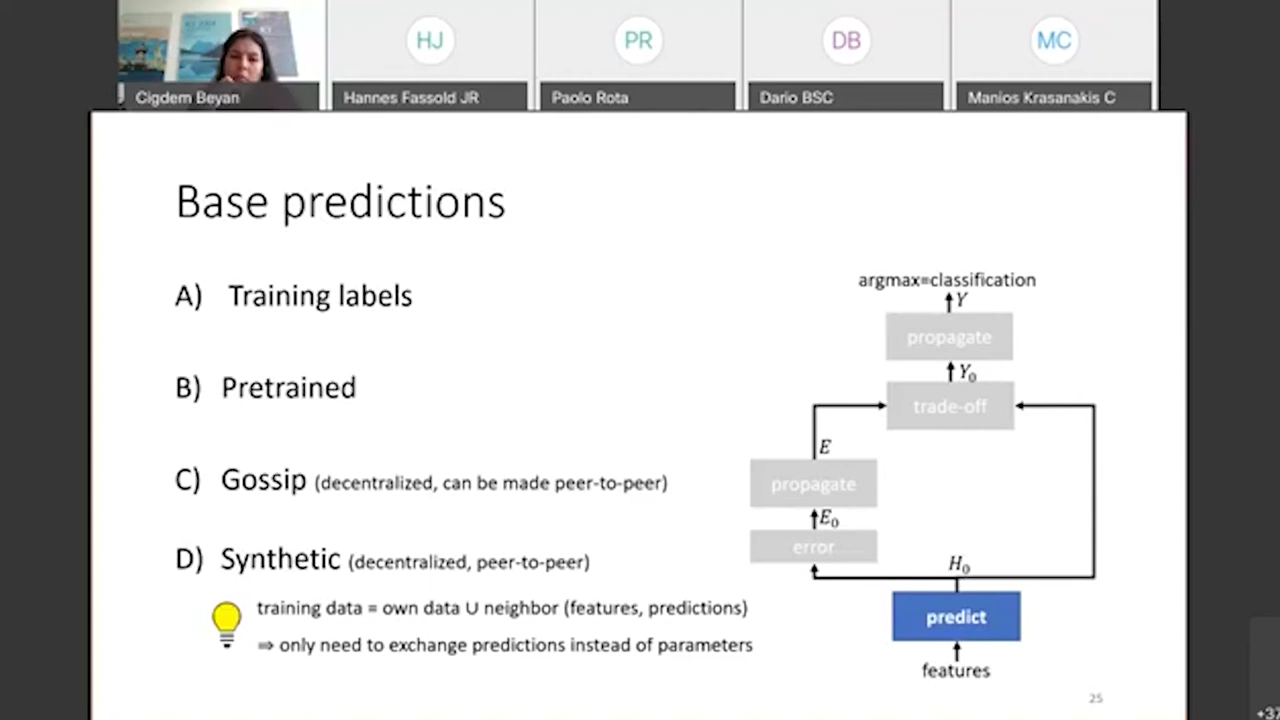 HJ
PR
DB
MC
Cigdem Beyan
Hannes Fassold JR
Paolo Rota
Dario BSC
Manios Krasanakis C
Base predictions
A) Training labels
B) Pretrained
C) Gossip (decentralized, can be made peer-to-peer)
D) Synthetic (decentralized, peer-to-peer)
training data = own data ∪ neighbor (features, predictions)
⇒ only need to exchange predictions instead of parameters
argmax=classification
Y
propagate
Y₀
trade-off
E
propagate
E₀
error
H₀
predict
features
25